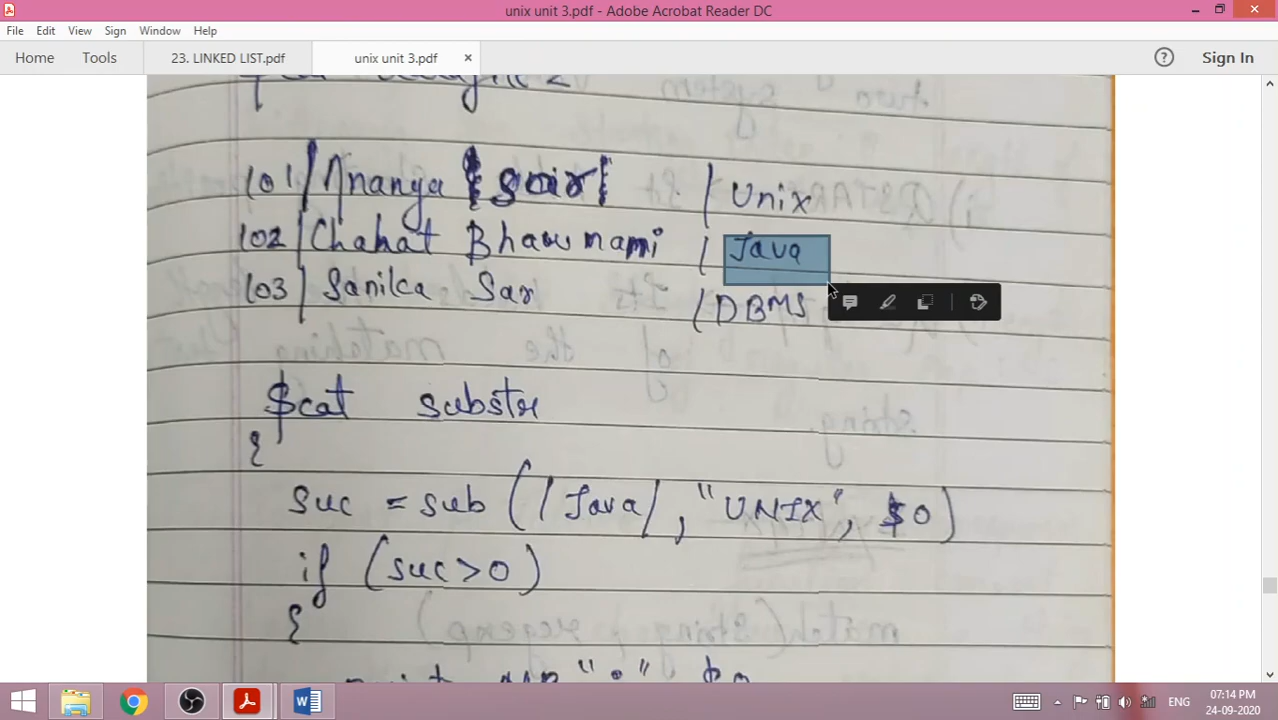 unix unit 3.pdf - Adobe Acrobat Reader DC
File Edit View Sign Window Help
Home Tools 23. LINKED LIST.pdf unix unit 3.pdf × ? Sign In
101 | Ananya | Unix
102 | Chahat Bhawnani | Java
103 | Sanika Sar | DBMS
$cat substr
{
suc = sub (/Java/, "UNIX", $0)
if (suc>0)
{
ENG 07:14 PM
24-09-2020